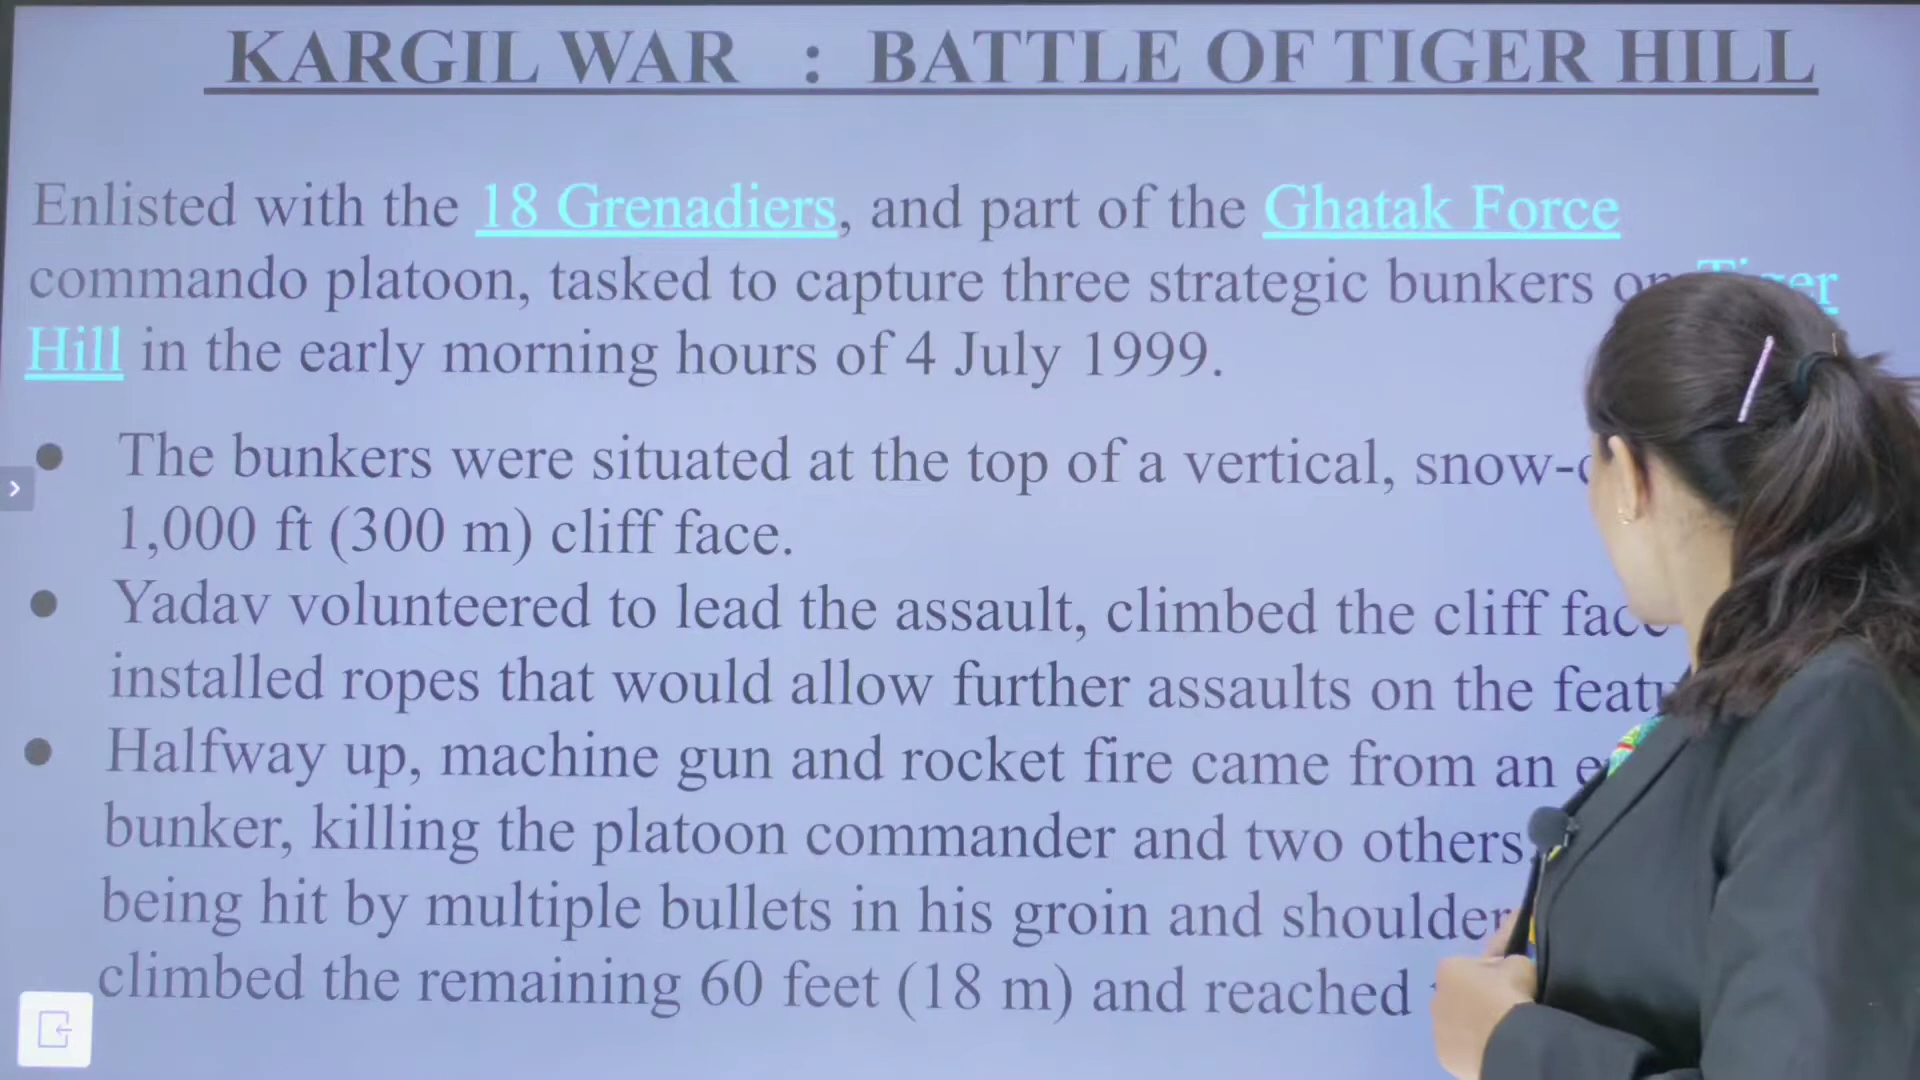 KARGIL WAR : BATTLE OF TIGER HILL
Enlisted with the 18 Grenadiers, and part of the Ghatak Force
commando platoon, tasked to capture three strategic bunkers on Tiger
Hill in the early morning hours of 4 July 1999.
The bunkers were situated at the top of a vertical, snow-
1,000 ft (300 m) cliff face.
Yadav volunteered to lead the assault, climbed the cliff face
installed ropes that would allow further assaults on the
Halfway up, machine gun and rocket fire came from an
bunker, killing the platoon commander and two others.
being hit by multiple bullets in his groin and shoulder
climbed the remaining 60 feet (18 m) and reached